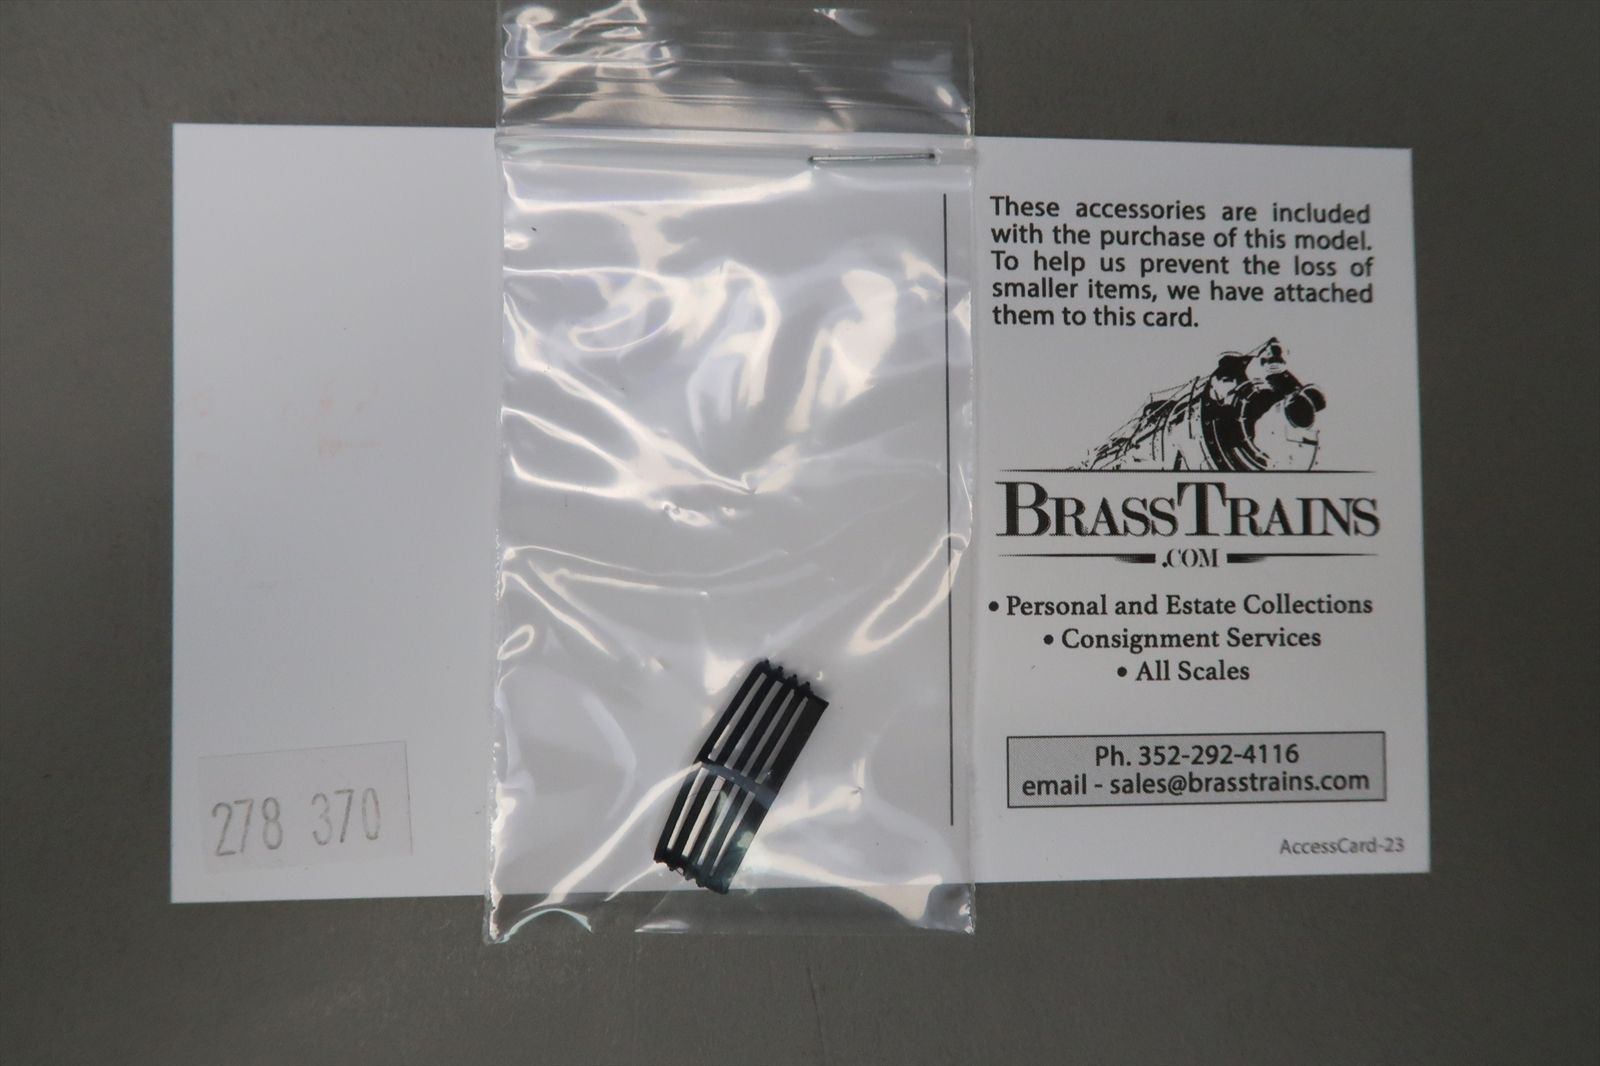 These accessories are included
with the purchase of this model.
To help us prevent the loss of
smaller items, we have attached
them to this card.
BRASSTRAINS
.COM
• Personal and Estate Collections
• Consignment Services
• All Scales
Ph. 352-292-4116
email - sales@brasstrains.com
AccessCard-23
278 370